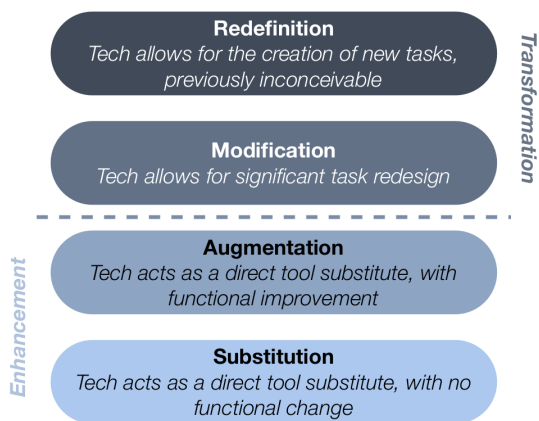 Redefinition
Tech allows for the creation of new tasks,
previously inconceivable
Modification
Tech allows for significant task redesign
Transformation
Augmentation
Tech acts as a direct tool substitute, with
functional improvement
Substitution
Tech acts as a direct tool substitute, with no
functional change
Enhancement